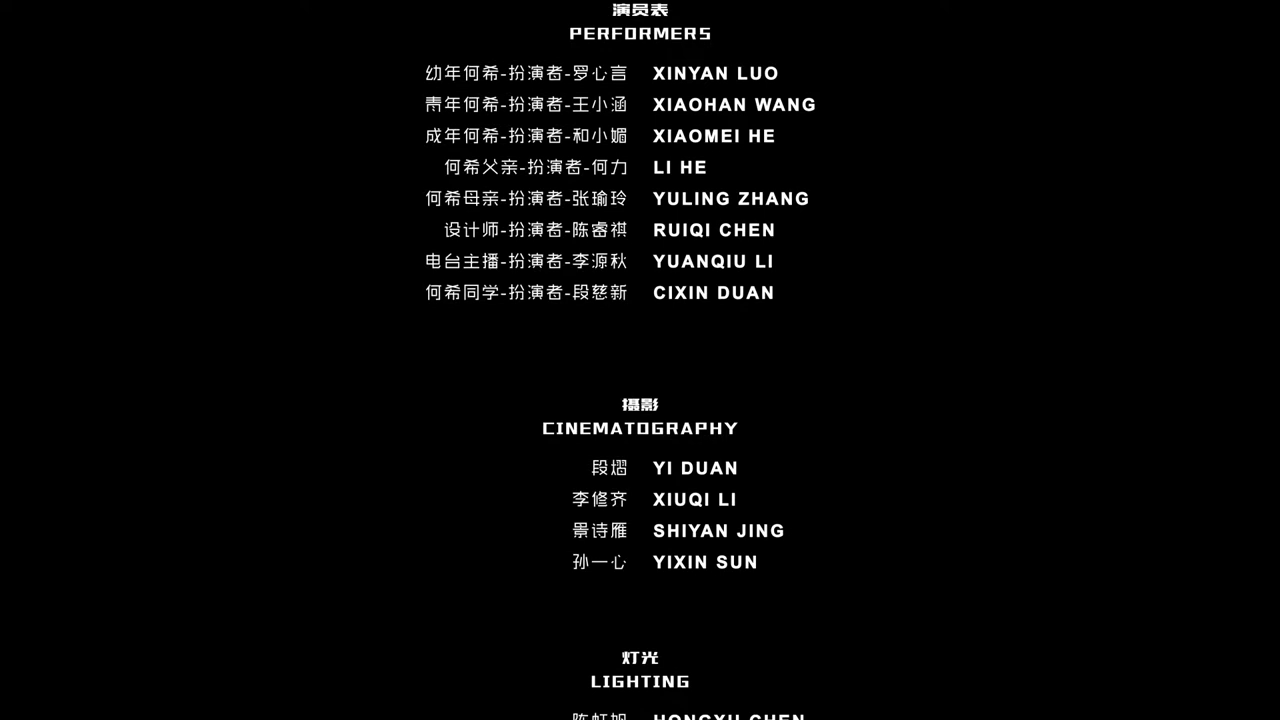 演员表
PERFORMERS
幼年何希-扮演者-罗心言 XINYAN LUO
青年何希-扮演者-王小涵 XIAOHAN WANG
成年何希-扮演者-和小媚 XIAOMEI HE
何希父亲-扮演者-何力 LI HE
何希母亲-扮演者-张瑜玲 YULING ZHANG
设计师-扮演者-陈睿祺 RUIQI CHEN
电台主播-扮演者-李源秋 YUANQIU LI
何希同学-扮演者-段慈新 CIXIN DUAN
摄影
CINEMATOGRAPHY
段熠 YI DUAN
李修齐 XIUQI LI
景诗雁 SHIYAN JING
孙一心 YIXIN SUN
灯光
LIGHTING
HONGXU CHEN